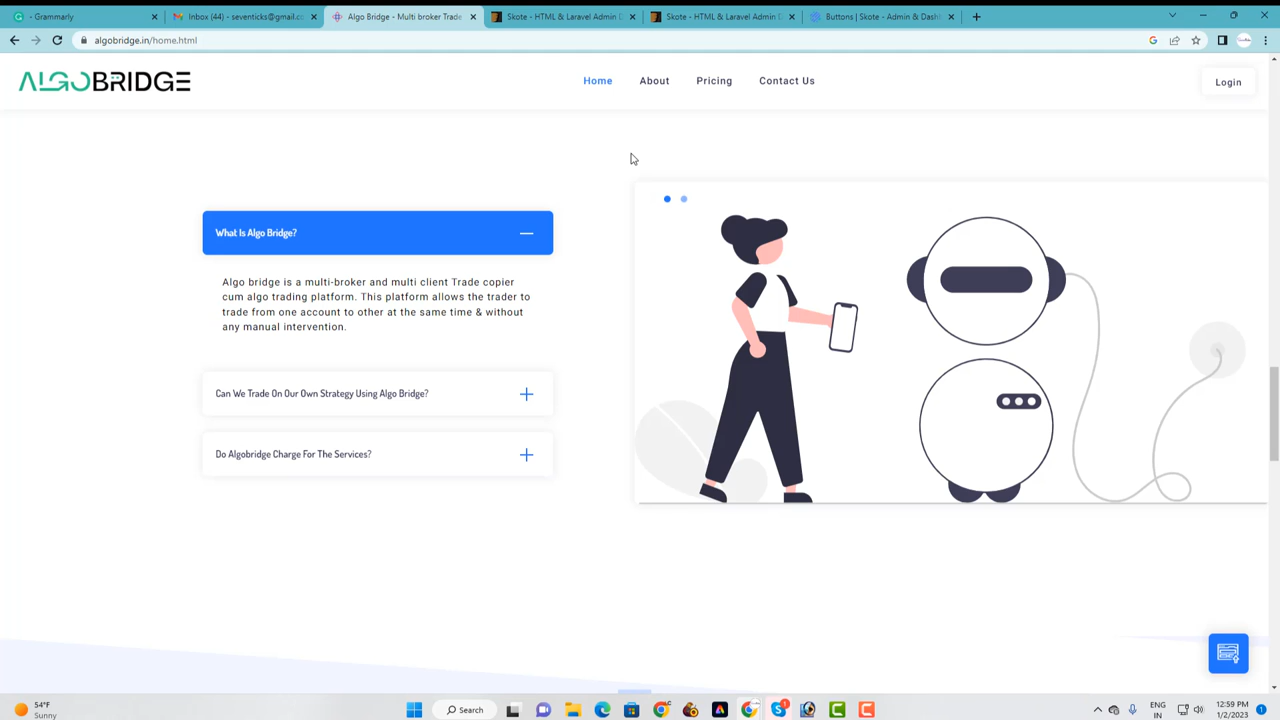 - Grammarly
Inbox (44) - seventicks@gmail.co
Algo Bridge - Multi broker Trade
Skote - HTML & Laravel Admin D
Skote - HTML & Laravel Admin D
Buttons | Skote - Admin & Dash
algobridge.in/home.html
ALGOBRIDGE
Home
About
Pricing
Contact Us
Login
What Is Algo Bridge?
Algo bridge is a multi-broker and multi client Trade copier
cum algo trading platform. This platform allows the trader to
trade from one account to other at the same time & without
any manual intervention.
Can We Trade On Our Own Strategy Using Algo Bridge?
Do Algobridge Charge For The Services?
54°F
Sunny
Search
ENG
IN
12:59 PM
1/2/2023